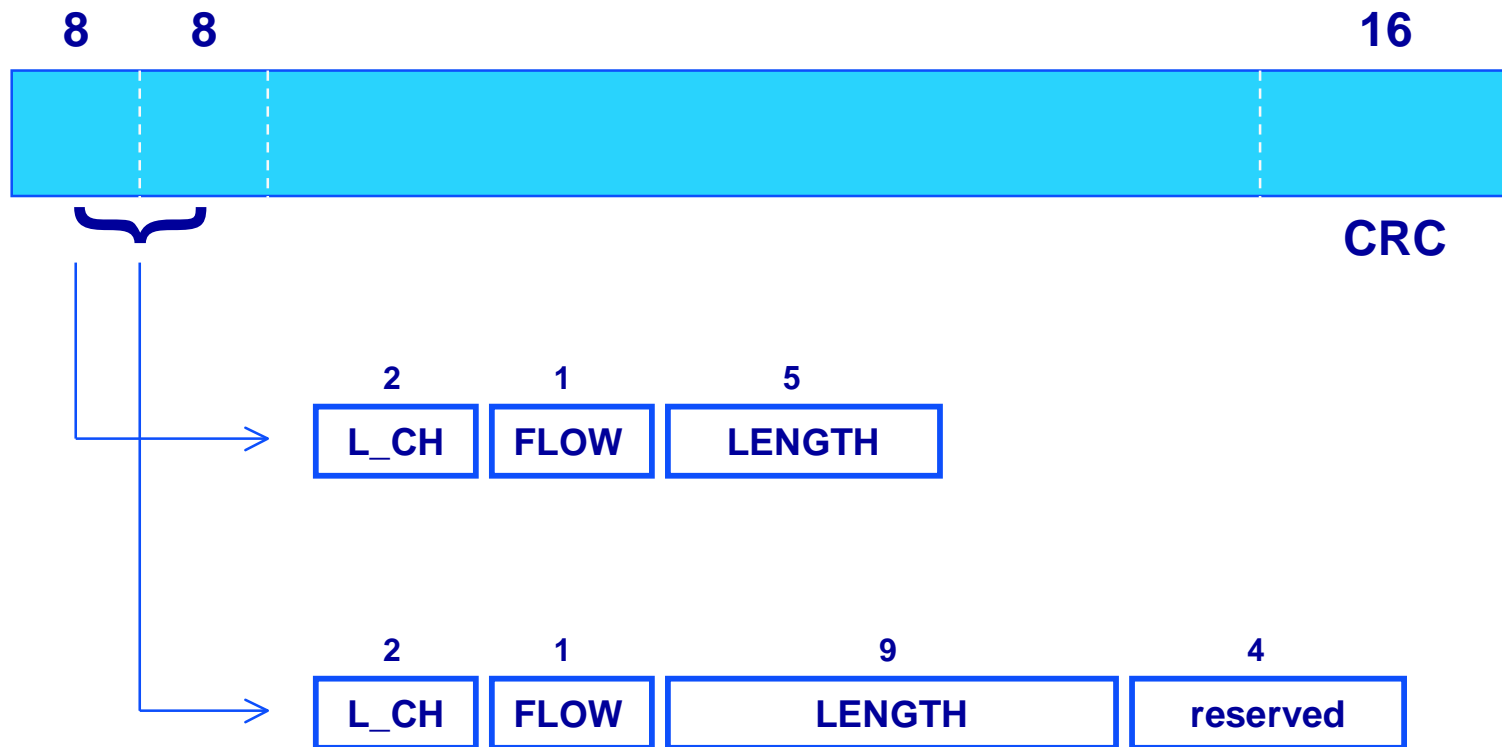 8 8 16
CRC
2 1 5
L_CH FLOW LENGTH
2 1 9 4
L_CH FLOW LENGTH reserved